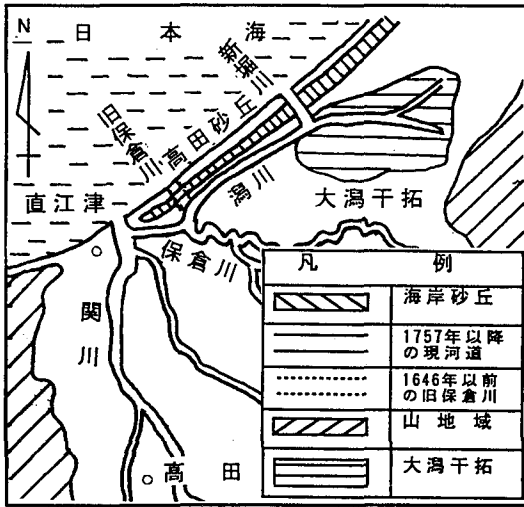 N
日本海
新堀川
旧保倉川
高田砂丘
潟川
直江津
大潟干拓
保倉川
関川
高田
凡例
海岸砂丘
1757年以降
の現河道
1646年以前
の旧保倉川
山地域
大潟干拓